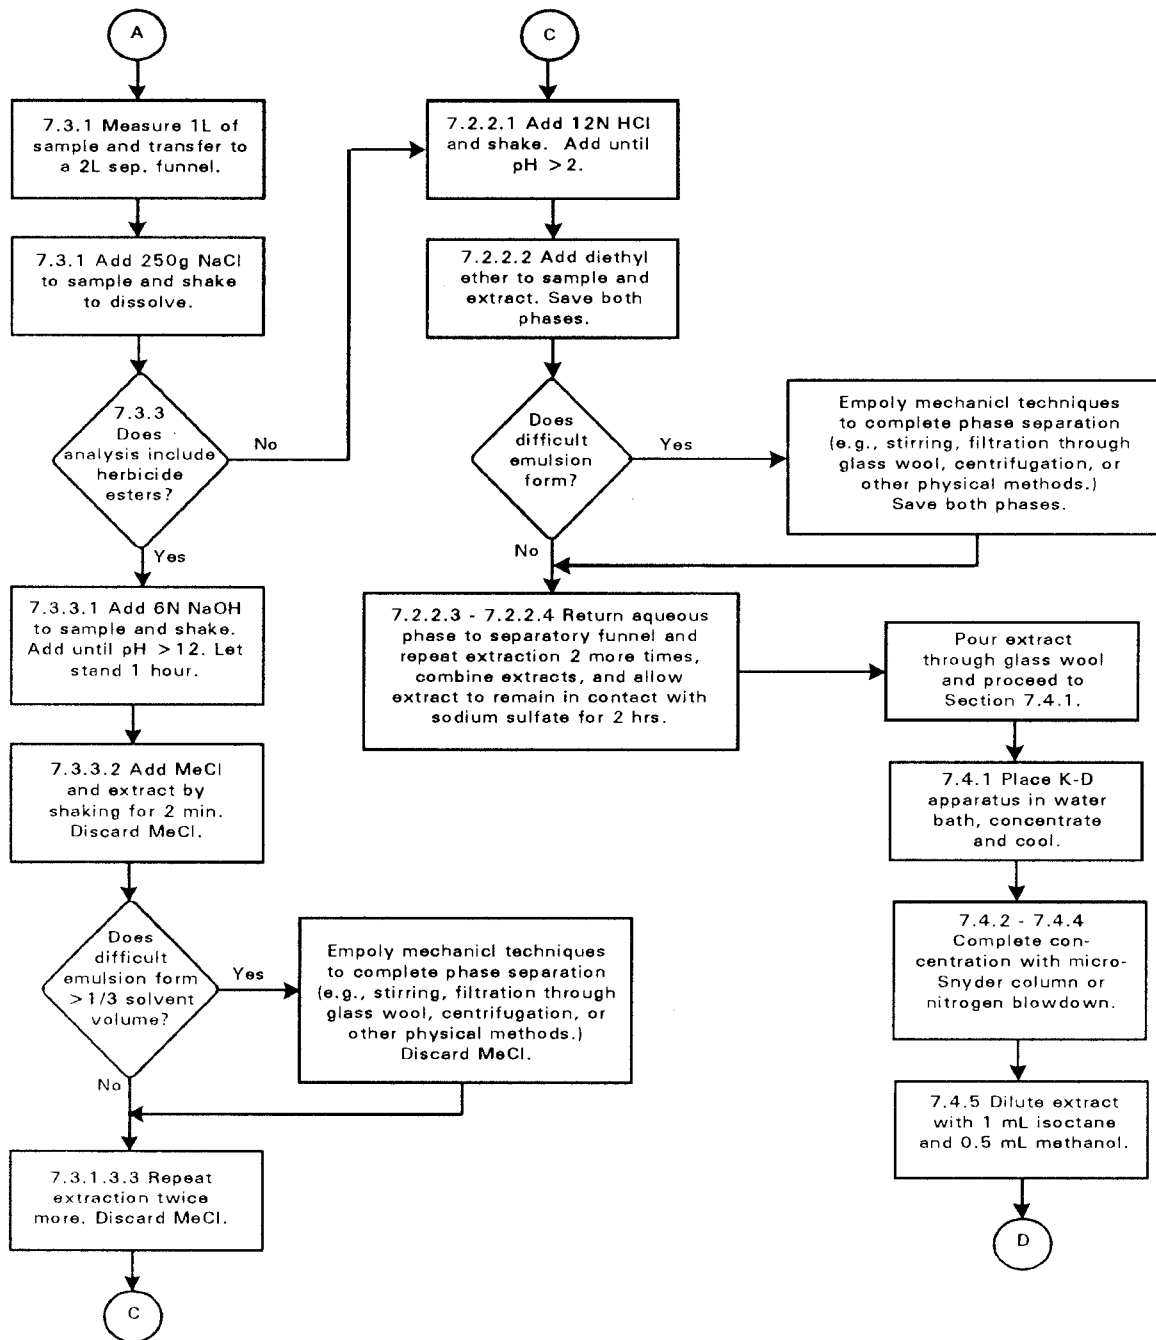 A
7.3.1 Measure 1L of
sample and transfer to
a 2L sep. funnel.
7.3.1 Add 250g NaCl
to sample and shake
to dissolve.
7.3.3
Does
analysis include
herbicide
esters?
No
Yes
7.3.3.1 Add 6N NaOH
to sample and shake.
Add until pH >12. Let
stand 1 hour.
7.3.3.2 Add MeCl
and extract by
shaking for 2 min.
Discard MeCl.
Does
difficult
emulsion form
>1/3 solvent
volume?
Yes
Empoly mechanicl techniques
to complete phase separation
(e.g., stirring, filtration through
glass wool, centrifugation, or
other physical methods.)
Discard MeCl.
No
7.3.1.3.3 Repeat
extraction twice
more. Discard MeCl.
C
C
7.2.2.1 Add 12N HCl
and shake. Add until
pH >2.
7.2.2.2 Add diethyl
ether to sample and
extract. Save both
phases.
Does
difficult
emulsion
form?
Yes
Empoly mechanicl techniques
to complete phase separation
(e.g., stirring, filtration through
glass wool, centrifugation, or
other physical methods.)
Save both phases.
No
7.2.2.3 - 7.2.2.4 Return aqueous
phase to separatory funnel and
repeat extraction 2 more times,
combine extracts, and allow
extract to remain in contact with
sodium sulfate for 2 hrs.
Pour extract
through glass wool
and proceed to
Section 7.4.1.
7.4.1 Place K-D
apparatus in water
bath, concentrate
and cool.
7.4.2 - 7.4.4
Complete con-
centration with micro-
Snyder column or
nitrogen blowdown.
7.4.5 Dilute extract
with 1 mL isoctane
and 0.5 mL methanol.
D